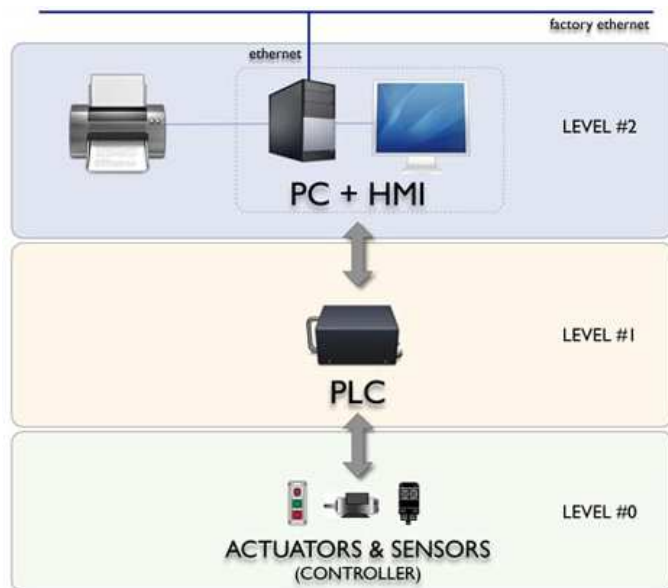 factory ethernet
ethernet
LEVEL #2
PC + HMI
LEVEL #1
PLC
ACTUATORS & SENSORS
(CONTROLLER)
LEVEL #0